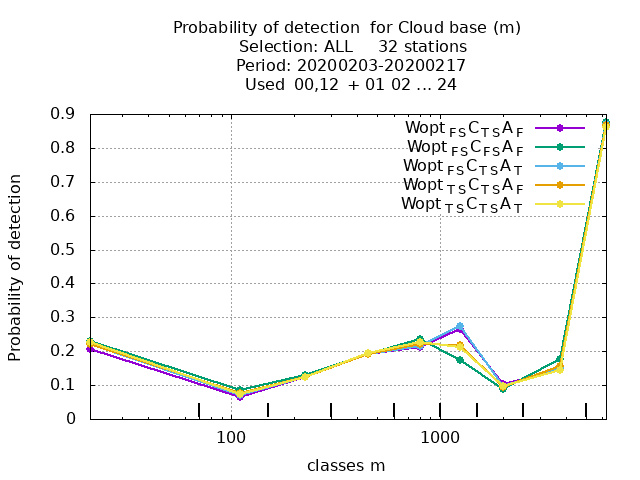 Probability of detection  for Cloud base (m)
Selection: ALL     32 stations
Period: 20200203-20200217
Used  00,12  + 01 02 ... 24
Probability of detection
0.9
0.8
0.7
0.6
0.5
0.4
0.3
0.2
0.1
0
Wopt FS C TS A F
Wopt FS C FS A F
Wopt FS C TS A T
Wopt TS C TS A F
Wopt TS C TS A T
100 1000
classes m